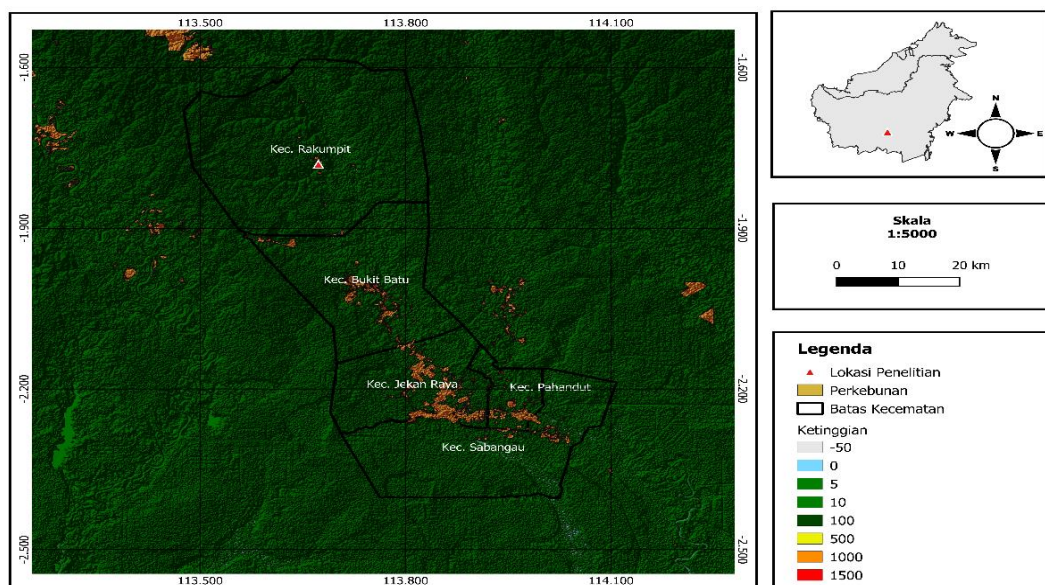 113.500 113.800 114.100
-1.600
-1.900
-2.200
-2.500
-1.600
-1.900
-2.200
-2.500
Kec. Rakumpit
Kec. Bukit Batu
Kec. Jekan Raya
Kec. Pahandut
Kec. Sabangau
113.500 113.800 114.100
N
W E
S
Skala
1:5000
0 10 20 km
Legenda
Lokasi Penelitian
Perkebunan
Batas Kecematan
Ketinggian
-50
0
5
10
100
500
1000
1500